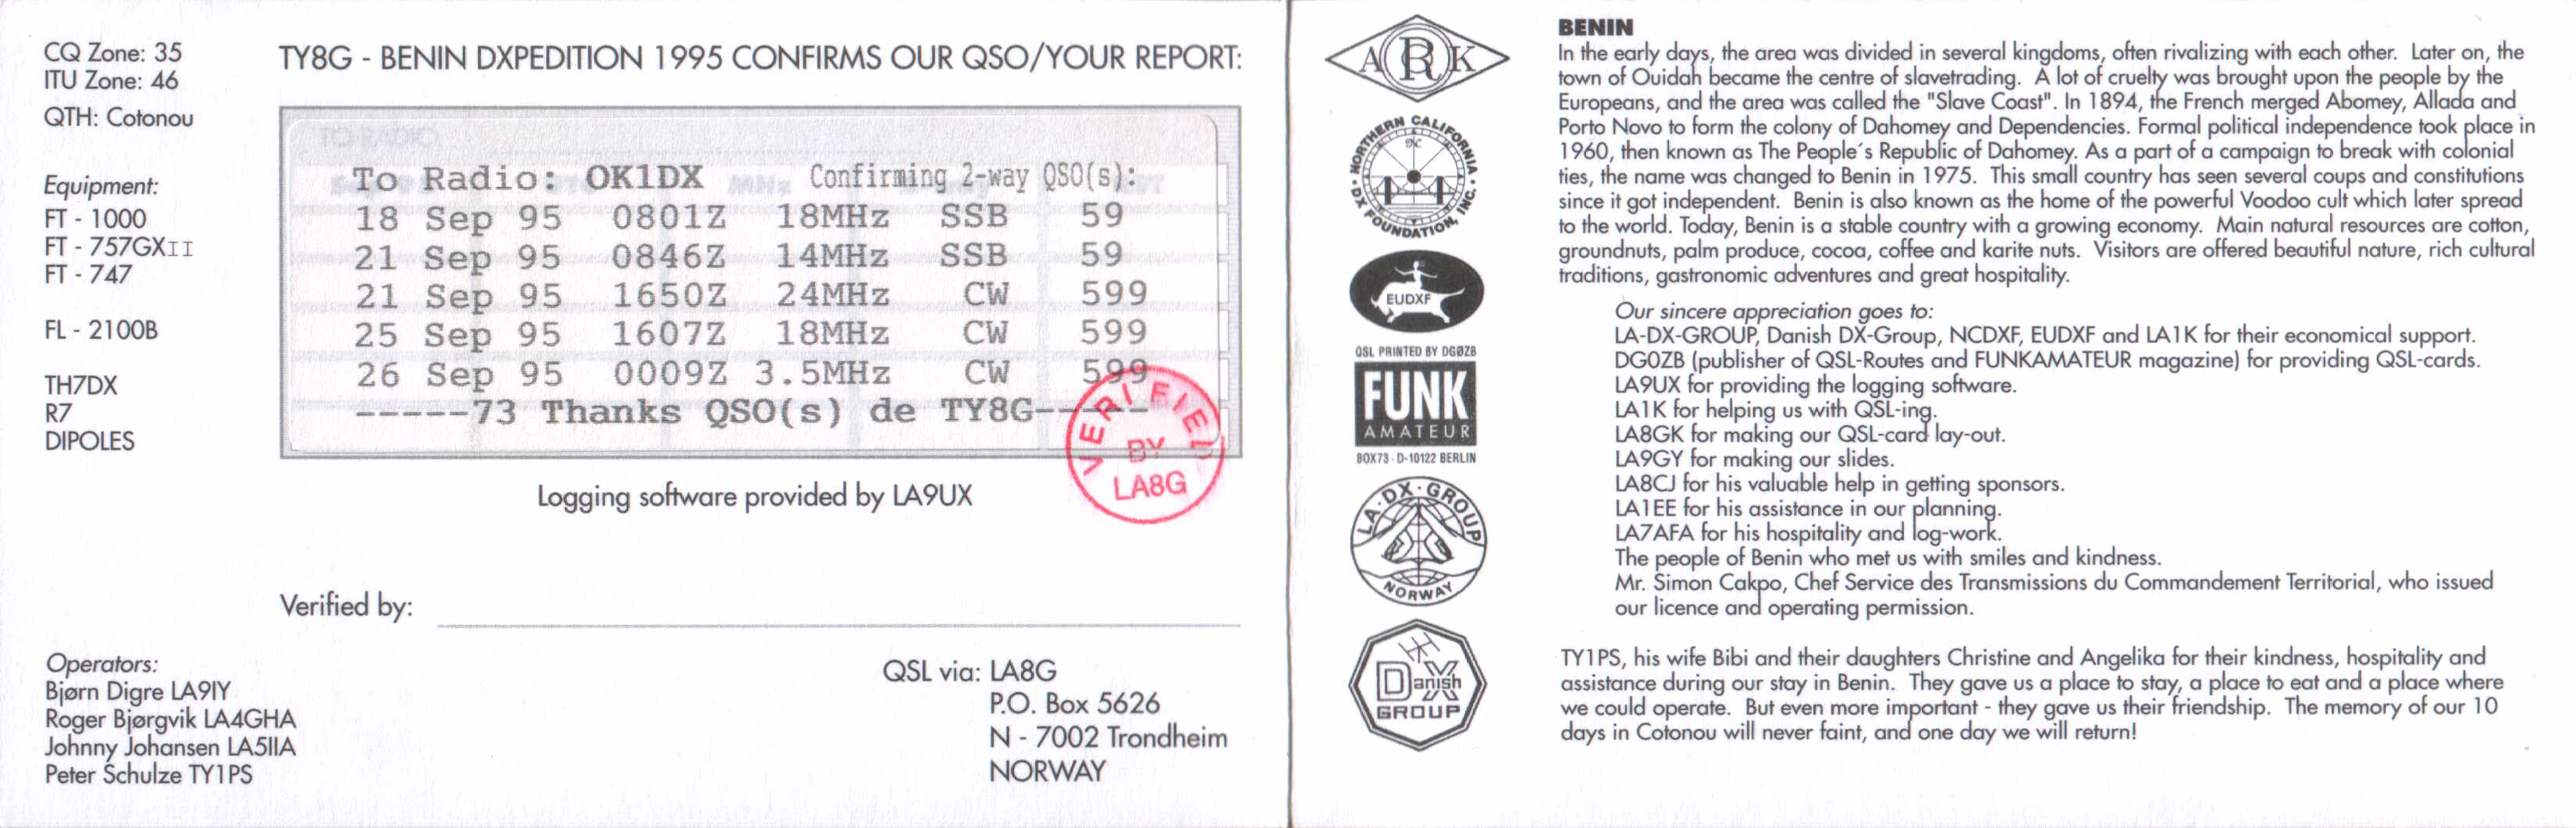 CQ Zone: 35
ITU Zone: 46
QTH: Cotonou
Equipment:
FT - 1000
FT - 757GXII
FT - 747
FL - 2100B
TH7DX
R7
DIPOLES
Operators:
Bjørn Digre LA9IY
Roger Bjørgvik LA4GHA
Johnny Johansen LA5IIA
Peter Schulze TY1PS
TY8G - BENIN DXPEDITION 1995 CONFIRMS OUR QSO/YOUR REPORT:
TO RADIO
To Radio: OK1DX Confirming 2-way QSO(s):
18 Sep 95 0801Z 18MHz SSB 59
21 Sep 95 0846Z 14MHz SSB 59
21 Sep 95 1650Z 24MHz CW 599
25 Sep 95 1607Z 18MHz CW 599
26 Sep 95 0009Z 3.5MHz CW 599
-----73 Thanks QSO(s) de TY8G-----
VERIFIED
BY
LA8G
Logging software provided by LA9UX
Verified by:
QSL via: LA8G
P.O. Box 5626
N - 7002 Trondheim
NORWAY
ARK
NORTHERN CALIFORNIA
DX FOUNDATION, INC.
EUDXF
QSL PRINTED BY DGØZB
FUNK
AMATEUR
BOX73 · D-10122 BERLIN
LA · DX · GROUP
NORWAY
Danish
DX
GROUP
BENIN
In the early days, the area was divided in several kingdoms, often rivalizing with each other. Later on, the
town of Ouidah became the centre of slavetrading. A lot of cruelty was brought upon the people by the
Europeans, and the area was called the "Slave Coast". In 1894, the French merged Abomey, Allada and
Porto Novo to form the colony of Dahomey and Dependencies. Formal political independence took place in
1960, then known as The People´s Republic of Dahomey. As a part of a campaign to break with colonial
ties, the name was changed to Benin in 1975. This small country has seen several coups and constitutions
since it got independent. Benin is also known as the home of the powerful Voodoo cult which later spread
to the world. Today, Benin is a stable country with a growing economy. Main natural resources are cotton,
groundnuts, palm produce, cocoa, coffee and karite nuts. Visitors are offered beautiful nature, rich cultural
traditions, gastronomic adventures and great hospitality.
Our sincere appreciation goes to:
LA-DX-GROUP, Danish DX-Group, NCDXF, EUDXF and LA1K for their economical support.
DG0ZB (publisher of QSL-Routes and FUNKAMATEUR magazine) for providing QSL-cards.
LA9UX for providing the logging software.
LA1K for helping us with QSL-ing.
LA8GK for making our QSL-card lay-out.
LA9GY for making our slides.
LA8CJ for his valuable help in getting sponsors.
LA1EE for his assistance in our planning.
LA7AFA for his hospitality and log-work.
The people of Benin who met us with smiles and kindness.
Mr. Simon Cakpo, Chef Service des Transmissions du Commandement Territorial, who issued
our licence and operating permission.
TY1PS, his wife Bibi and their daughters Christine and Angelika for their kindness, hospitality and
assistance during our stay in Benin. They gave us a place to stay, a place to eat and a place where
we could operate. But even more important - they gave us their friendship. The memory of our 10
days in Cotonou will never faint, and one day we will return!